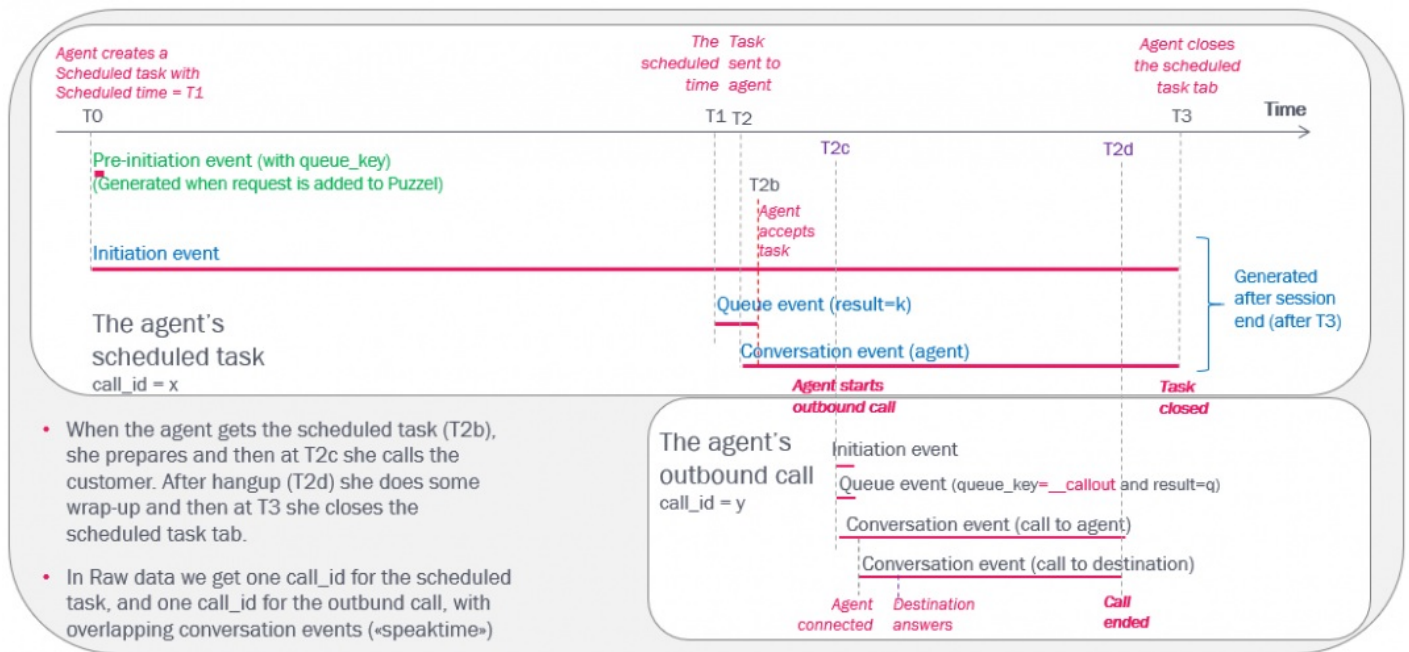 Agent creates a
Scheduled task with
Scheduled time = T1
The
scheduled
time
Task
sent to
agent
Agent closes
the scheduled
task tab
T0
T1
T2
T3
Time
T2c
T2d
Pre-initiation event (with queue_key)
(Generated when request is added to Puzzel)
T2b
Agent
accepts
task
Initiation event
Generated
after session
end (after T3)
Queue event (result=k)
The agent's
scheduled task
call_id = x
Conversation event (agent)
Agent starts
outbound call
Task
closed
• When the agent gets the scheduled task (T2b),
she prepares and then at T2c she calls the
customer. After hangup (T2d) she does some
wrap-up and then at T3 she closes the
scheduled task tab.
• In Raw data we get one call_id for the scheduled
task, and one call_id for the outbund call, with
overlapping conversation events («speaktime»)
The agent's
outbound call
call_id = y
Initiation event
Queue event (queue_key=__callout and result=q)
Conversation event (call to agent)
Conversation event (call to destination)
Agent
connected
Destination
answers
Call
ended